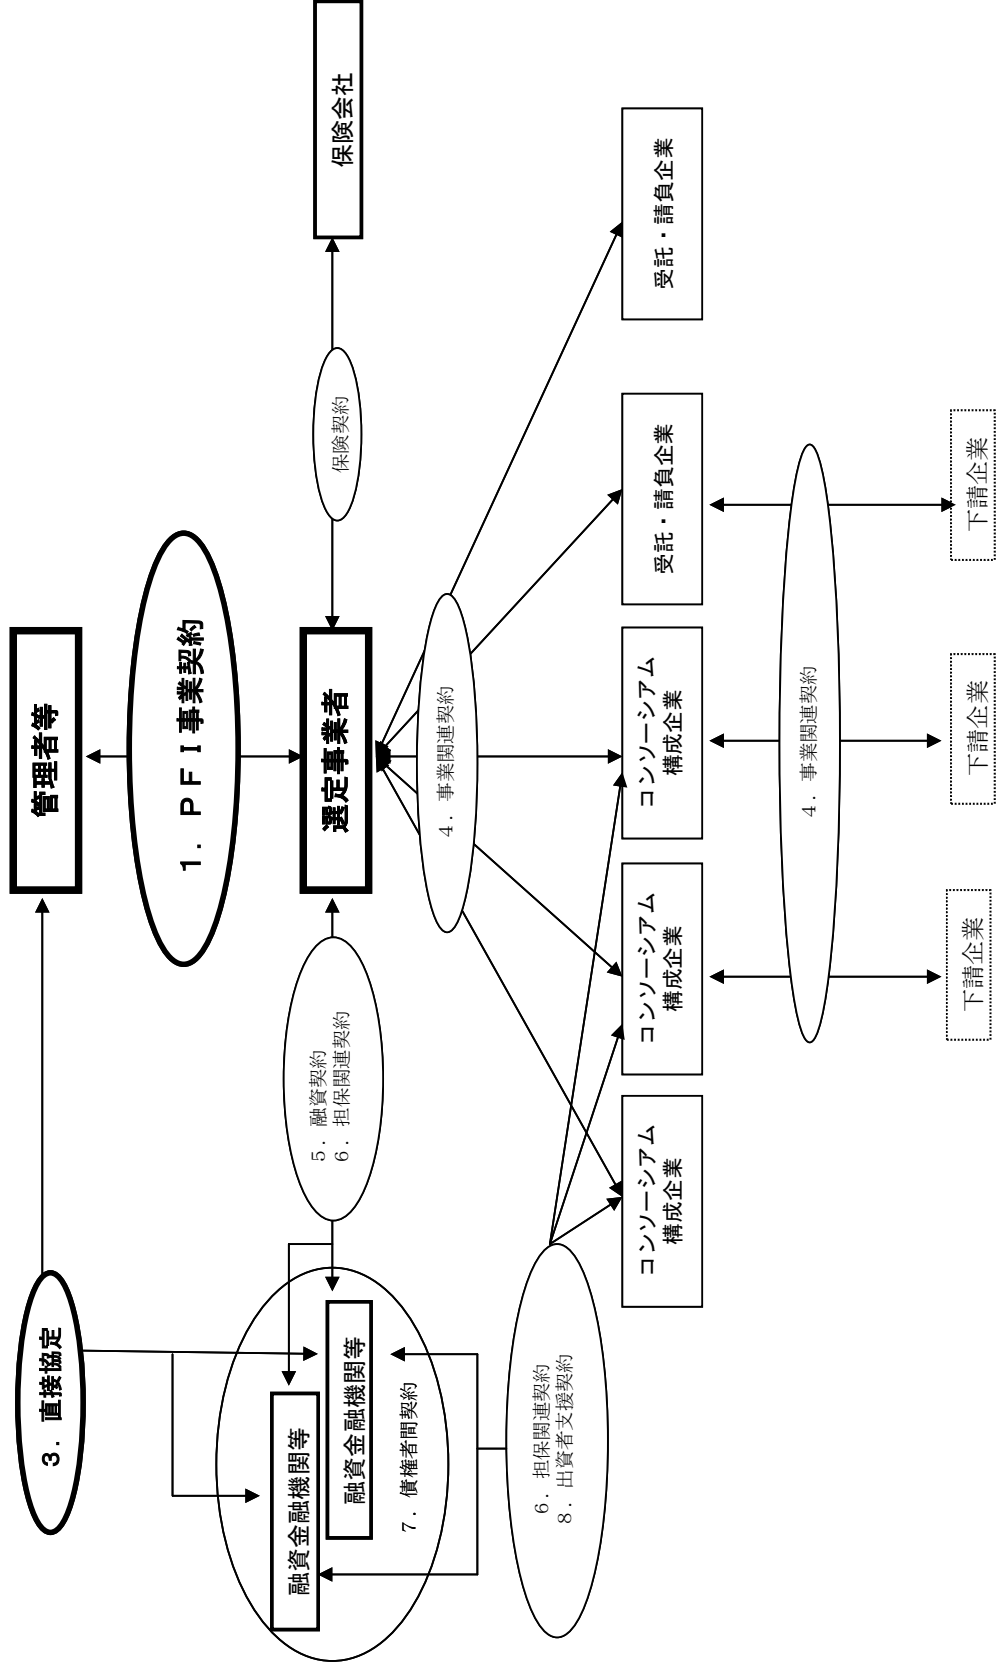 管理者等
３．直接協定
１．ＰＦＩ事業契約
融資金融機関等
融資金融機関等
７．債権者間契約
５．融資契約
６．担保関連契約
選定事業者
保険契約
保険会社
４．事業関連契約
６．担保関連契約
８．出資者支援契約
コンソーシアム
構成企業
コンソーシアム
構成企業
コンソーシアム
構成企業
受託・請負企業
受託・請負企業
４．事業関連契約
下請企業
下請企業
下請企業